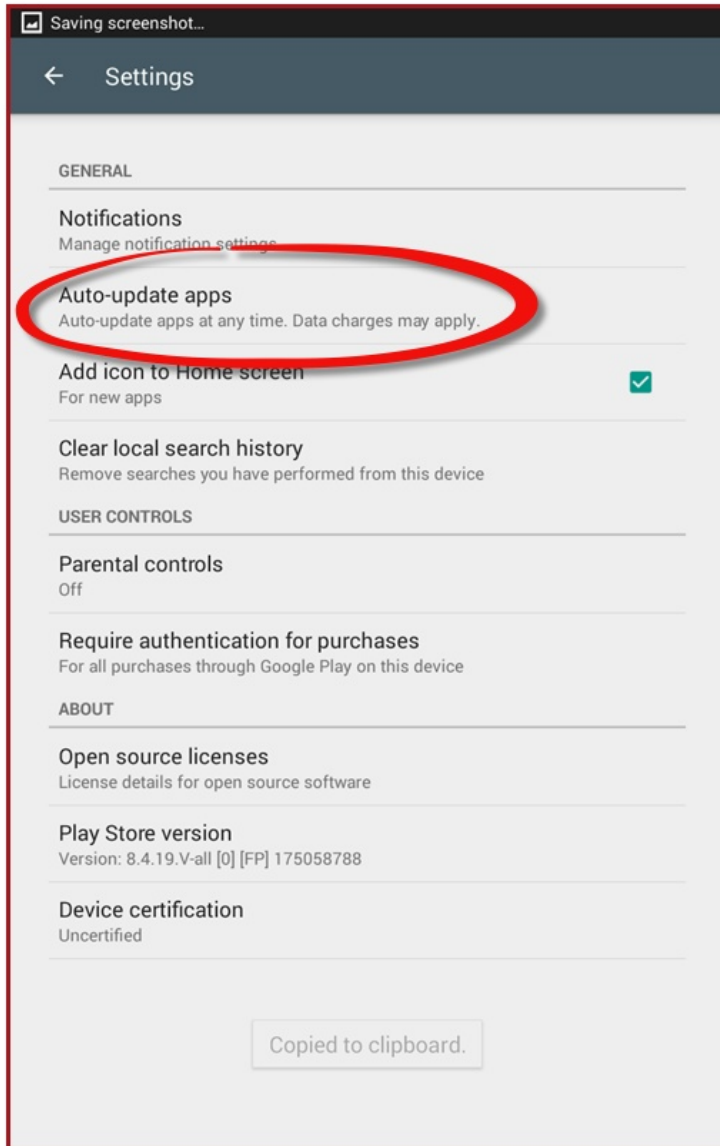 Saving screenshot...
Settings
GENERAL
Notifications
Manage notification settings
Auto-update apps
Auto-update apps at any time. Data charges may apply.
Add icon to Home screen
For new apps
Clear local search history
Remove searches you have performed from this device
USER CONTROLS
Parental controls
Off
Require authentication for purchases
For all purchases through Google Play on this device
ABOUT
Open source licenses
License details for open source software
Play Store version
Version: 8.4.19.V-all [0] [FP] 175058788
Device certification
Uncertified
Copied to clipboard.